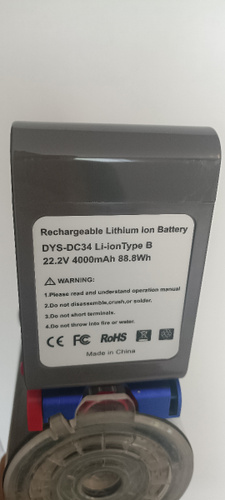 Rechargeable Lithium Ion Battery
DYS-DC34 Li-ionType B
22.2V 4000mAh 88.8Wh
⚠ WARNING:
1.Please read and understand operation manual
2.Do not disassemble,crush,or solder.
3.Do not short terminals.
4.Do not throw into fire or water.
CE FC RoHS
Made in China